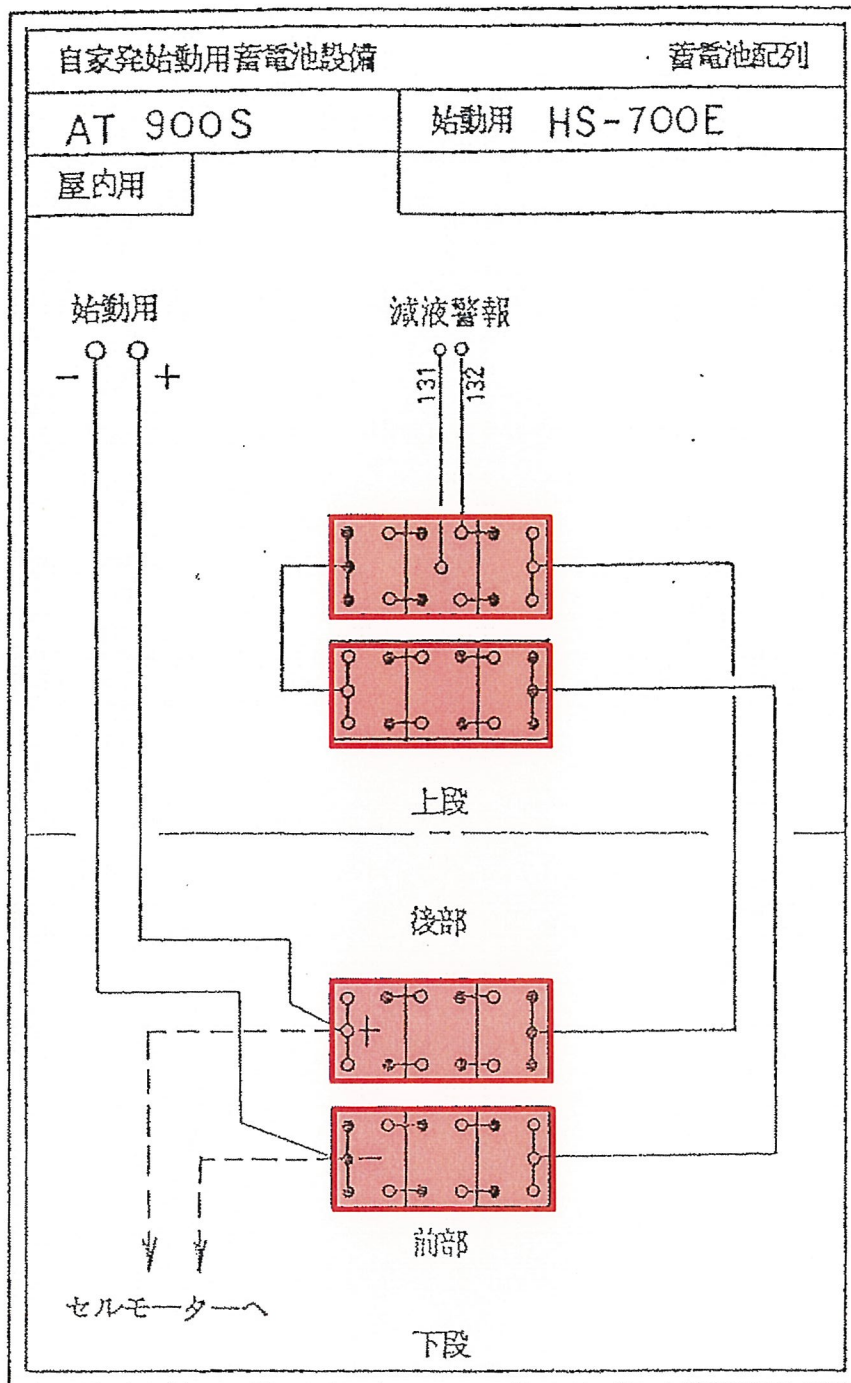 自家発始動用蓄電池設備 蓄電池配列
AT 900S 始動用 HS-700E
屋内用
始動用 減液警報
- +
131 132
上段
後部
+
-
前部
セルモーターへ
下段